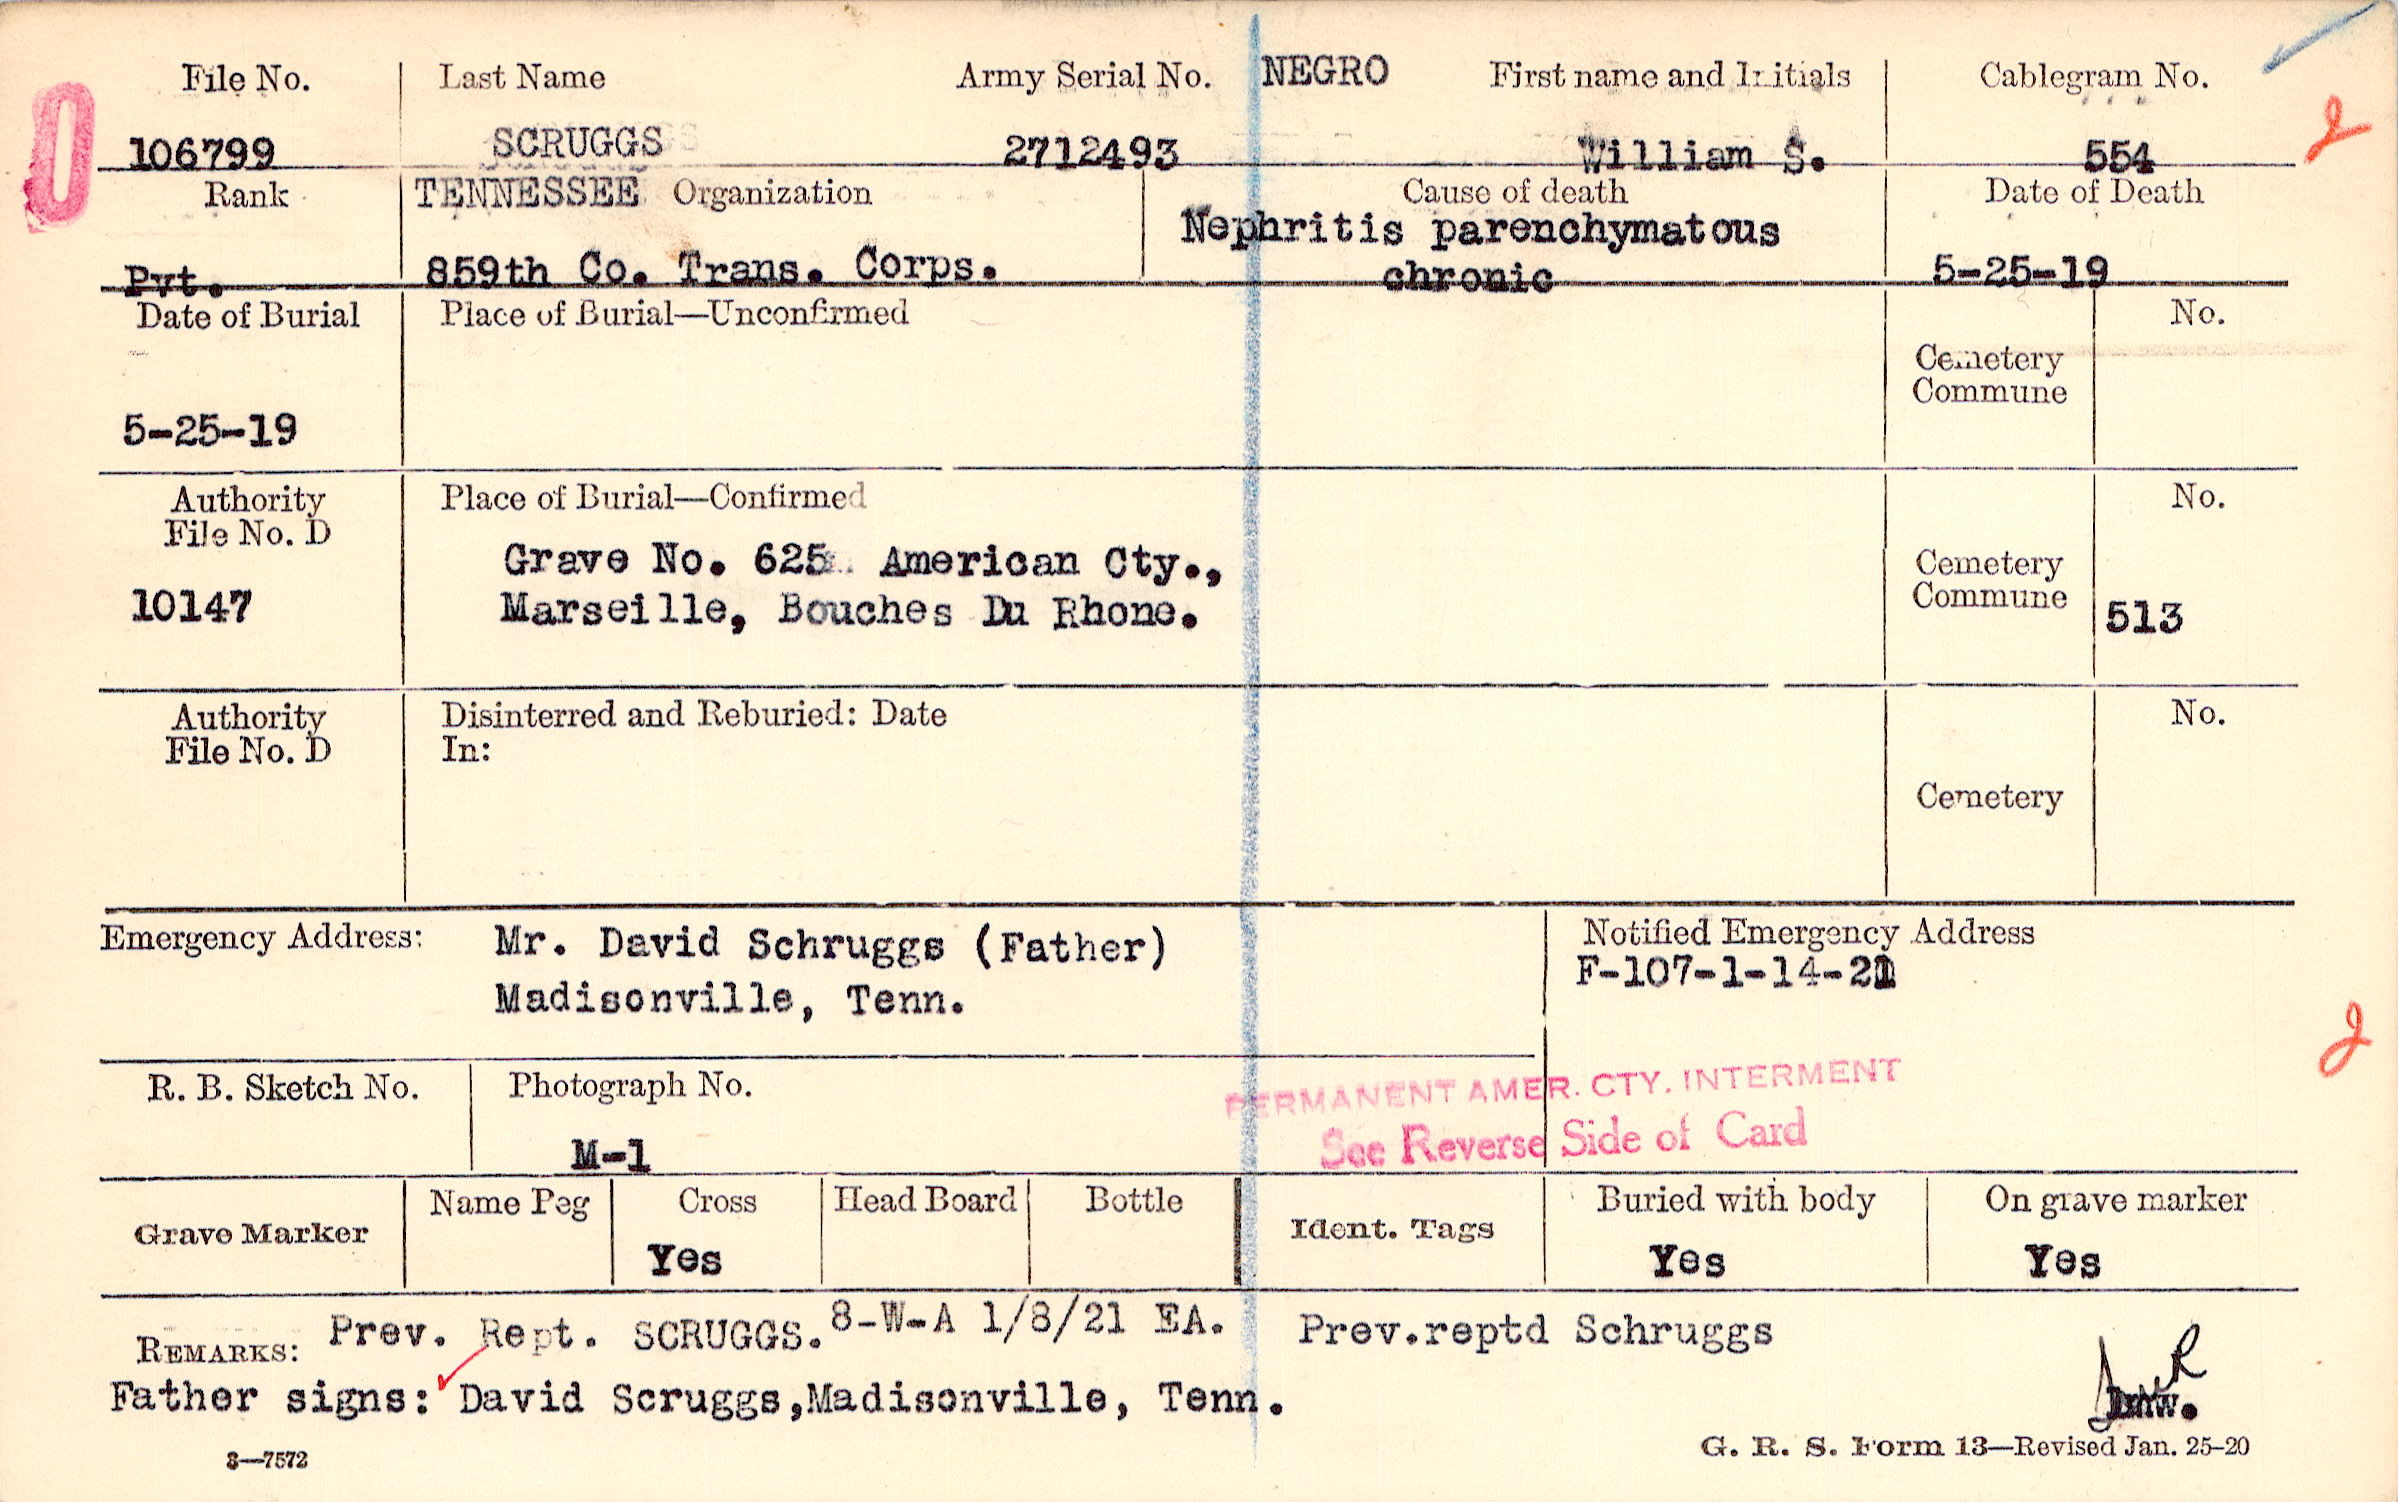 File No. Last Name Army Serial No. NEGRO First name and Initials Cablegram No.
106799 SCRUGGS 2712493 William S. 554
Rank TENNESSEE Organization Cause of death Date of Death
Pvt. 859th Co. Trans. Corps. Nephritis parenchymatous
chronic 5-25-19
Date of Burial Place of Burial—Unconfirmed No.
Cemetery
Commune
5-25-19
Authority Place of Burial—Confirmed No.
File No. D
Grave No. 625 American Cty., Cemetery
10147 Marseille, Bouches Du Rhone. Commune 513
Authority Disinterred and Reburied: Date No.
File No. D In:
Cemetery
Emergency Address: Mr. David Schruggs (Father) Notified Emergency Address
Madisonville, Tenn. F-107-1-14-21
R. B. Sketch No. Photograph No. PERMANENT AMER. CTY. INTERMENT
M-1 See Reverse Side of Card
Grave Marker Name Peg Cross Head Board Bottle Ident. Tags Buried with body On grave marker
Yes Yes Yes
REMARKS: Prev. Rept. SCRUGGS. 8-W-A 1/8/21 EA. Prev.reptd Schruggs
Father signs: David Scruggs,Madisonville, Tenn.
3—7572 G. R. S. Form 13—Revised Jan. 25-20